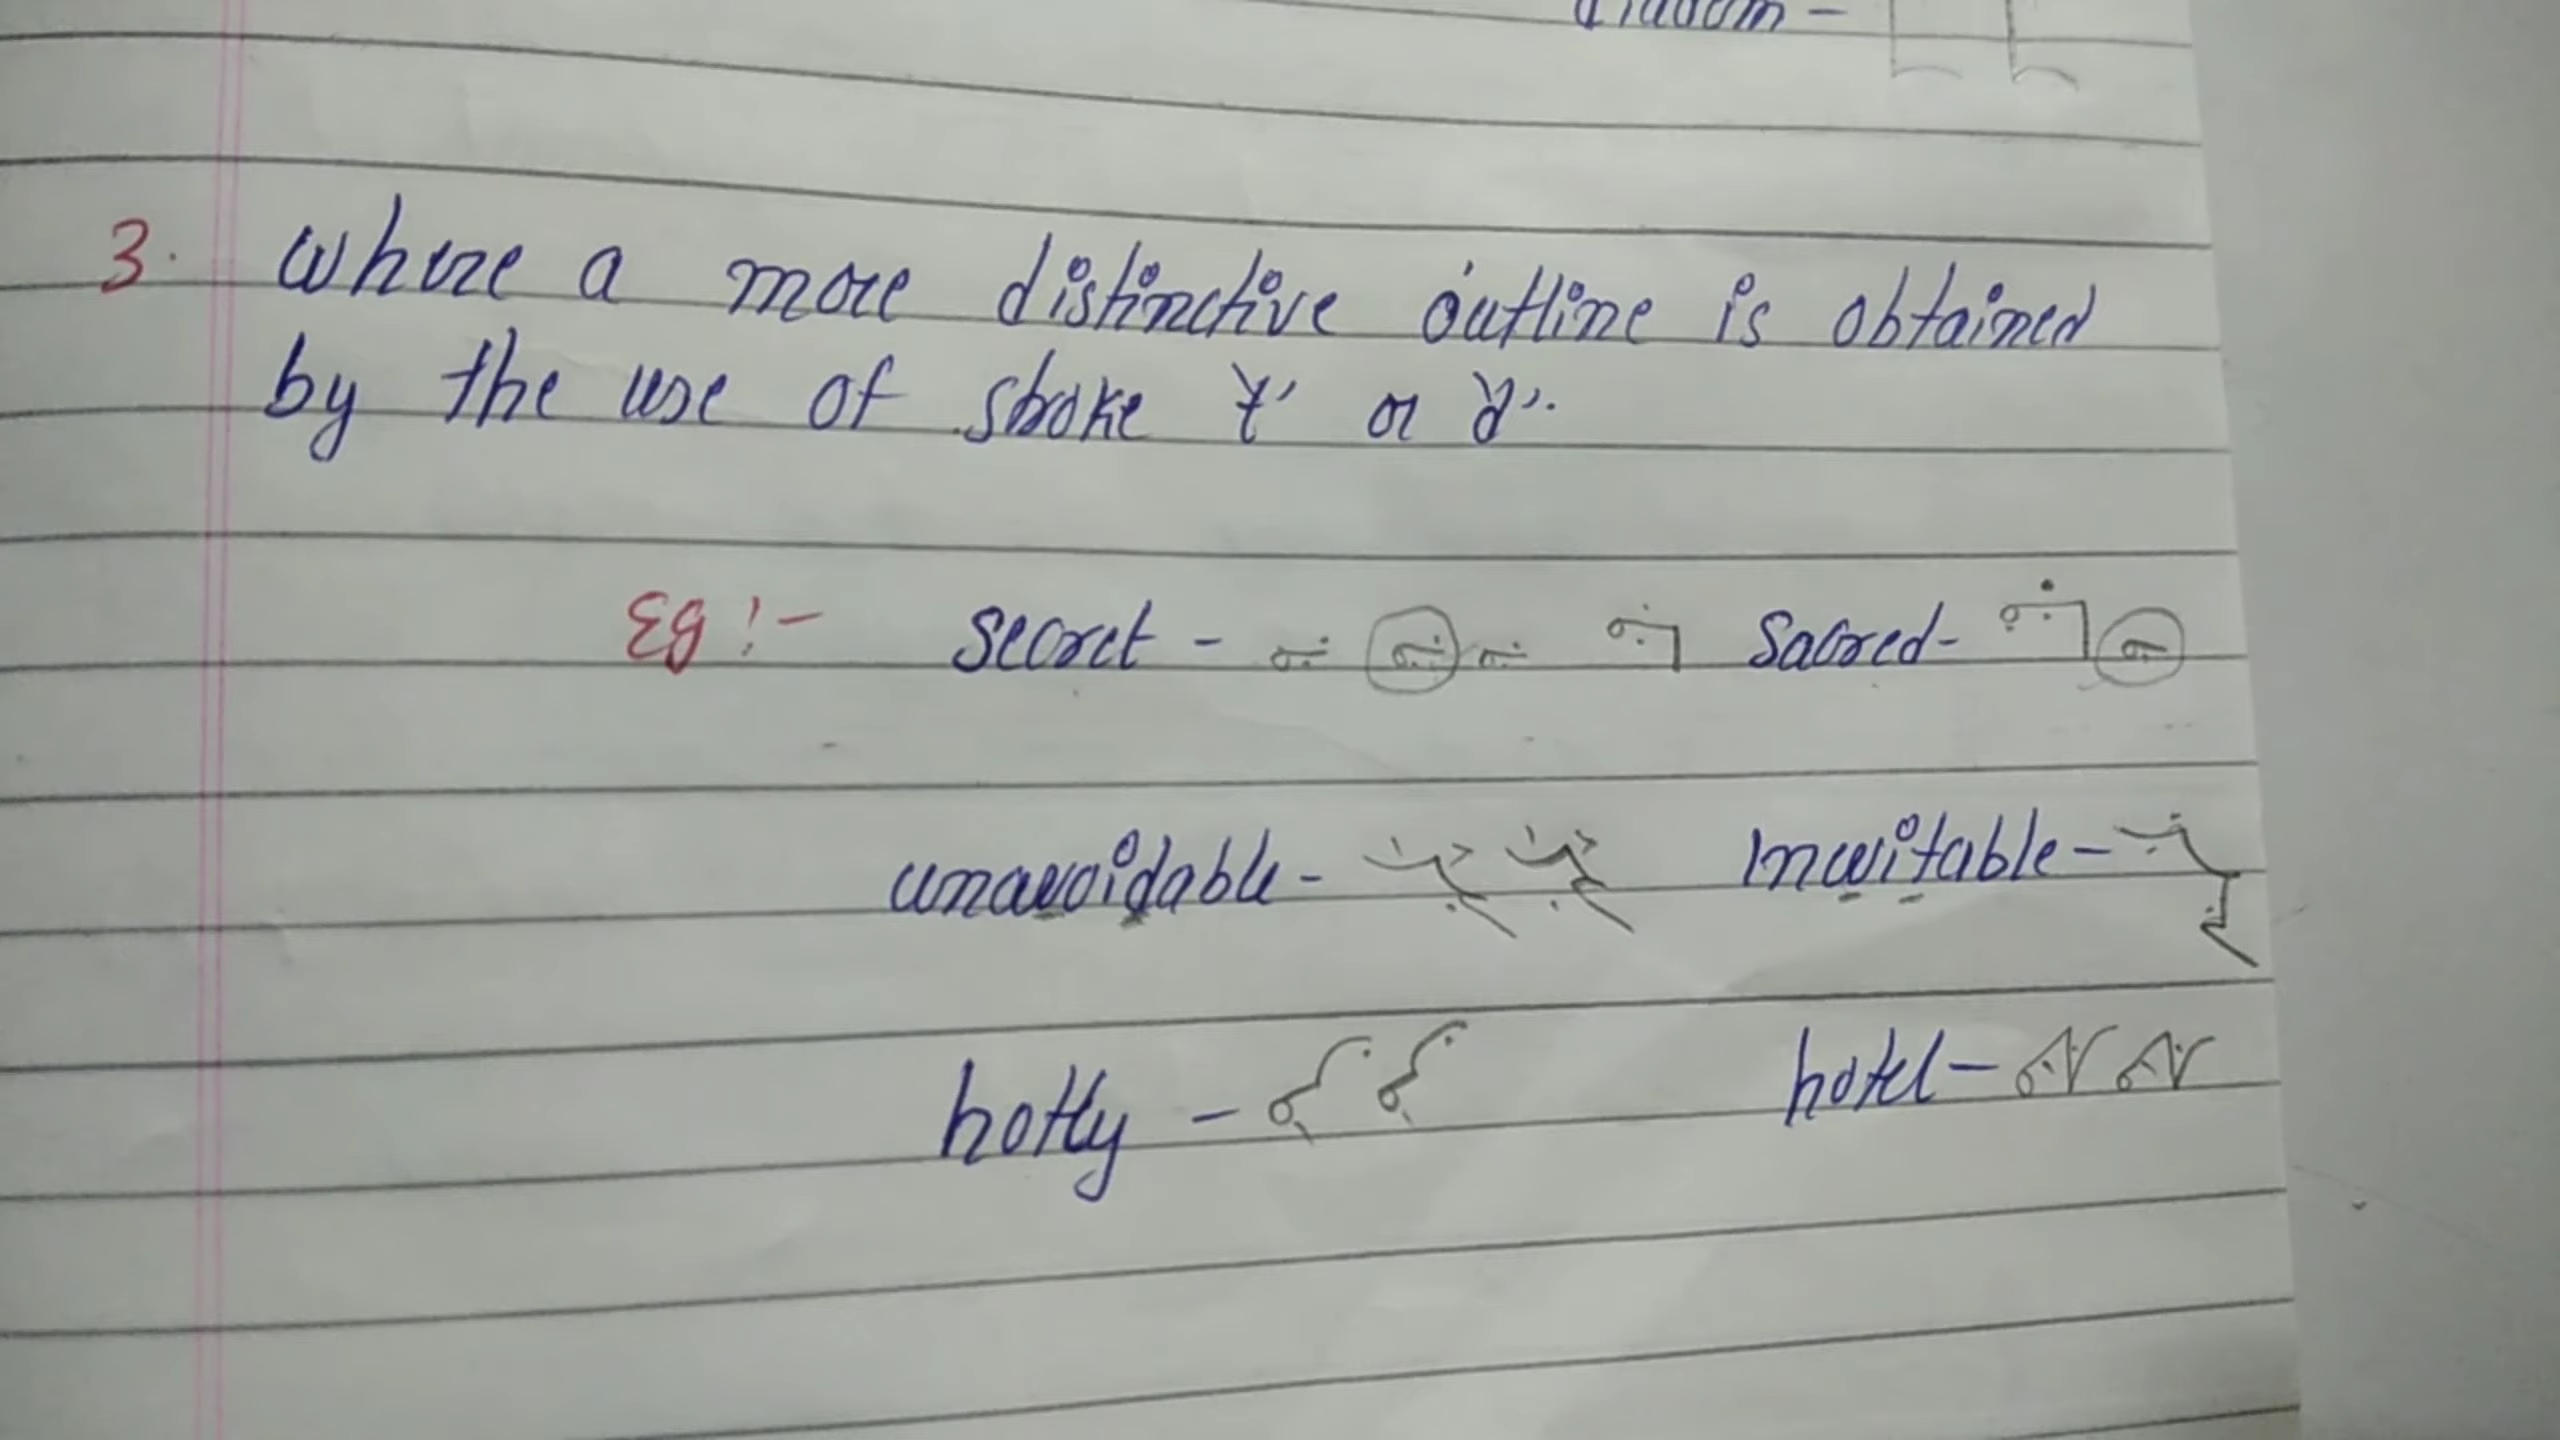 3. Where a more distinctive outline is obtained
by the use of stroke 't' or 'd'.
Eg :- Secret - Sacred-
unavoidable - Inevitable -
hotly - hotel -